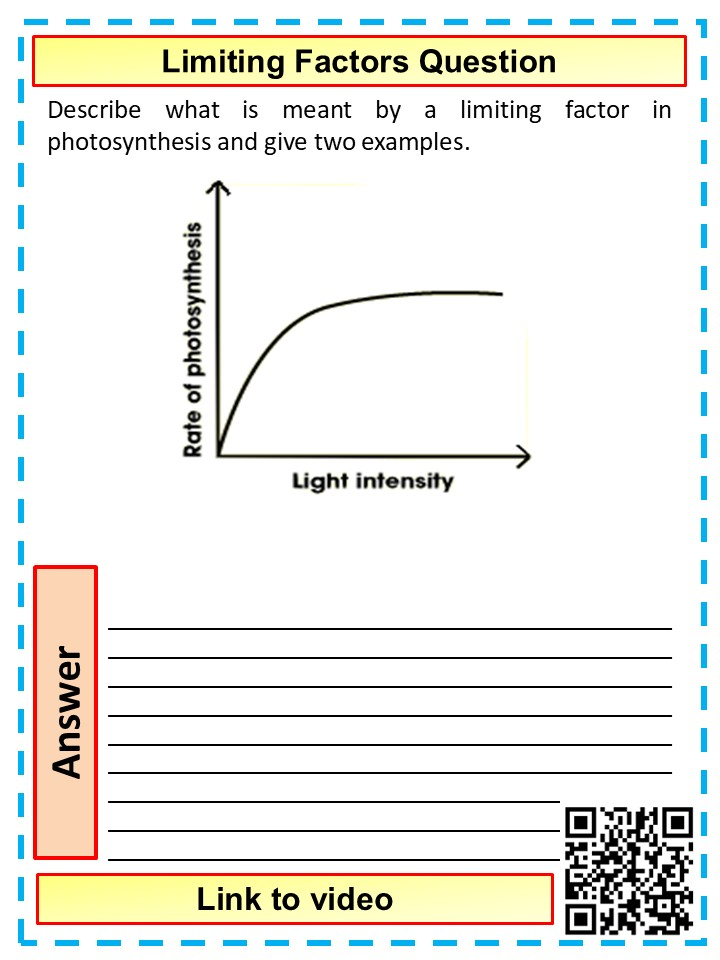 Limiting Factors Question
Describe what is meant by a limiting factor in
photosynthesis and give two examples.
Rate of photosynthesis
Light intensity
Answer
Link to video